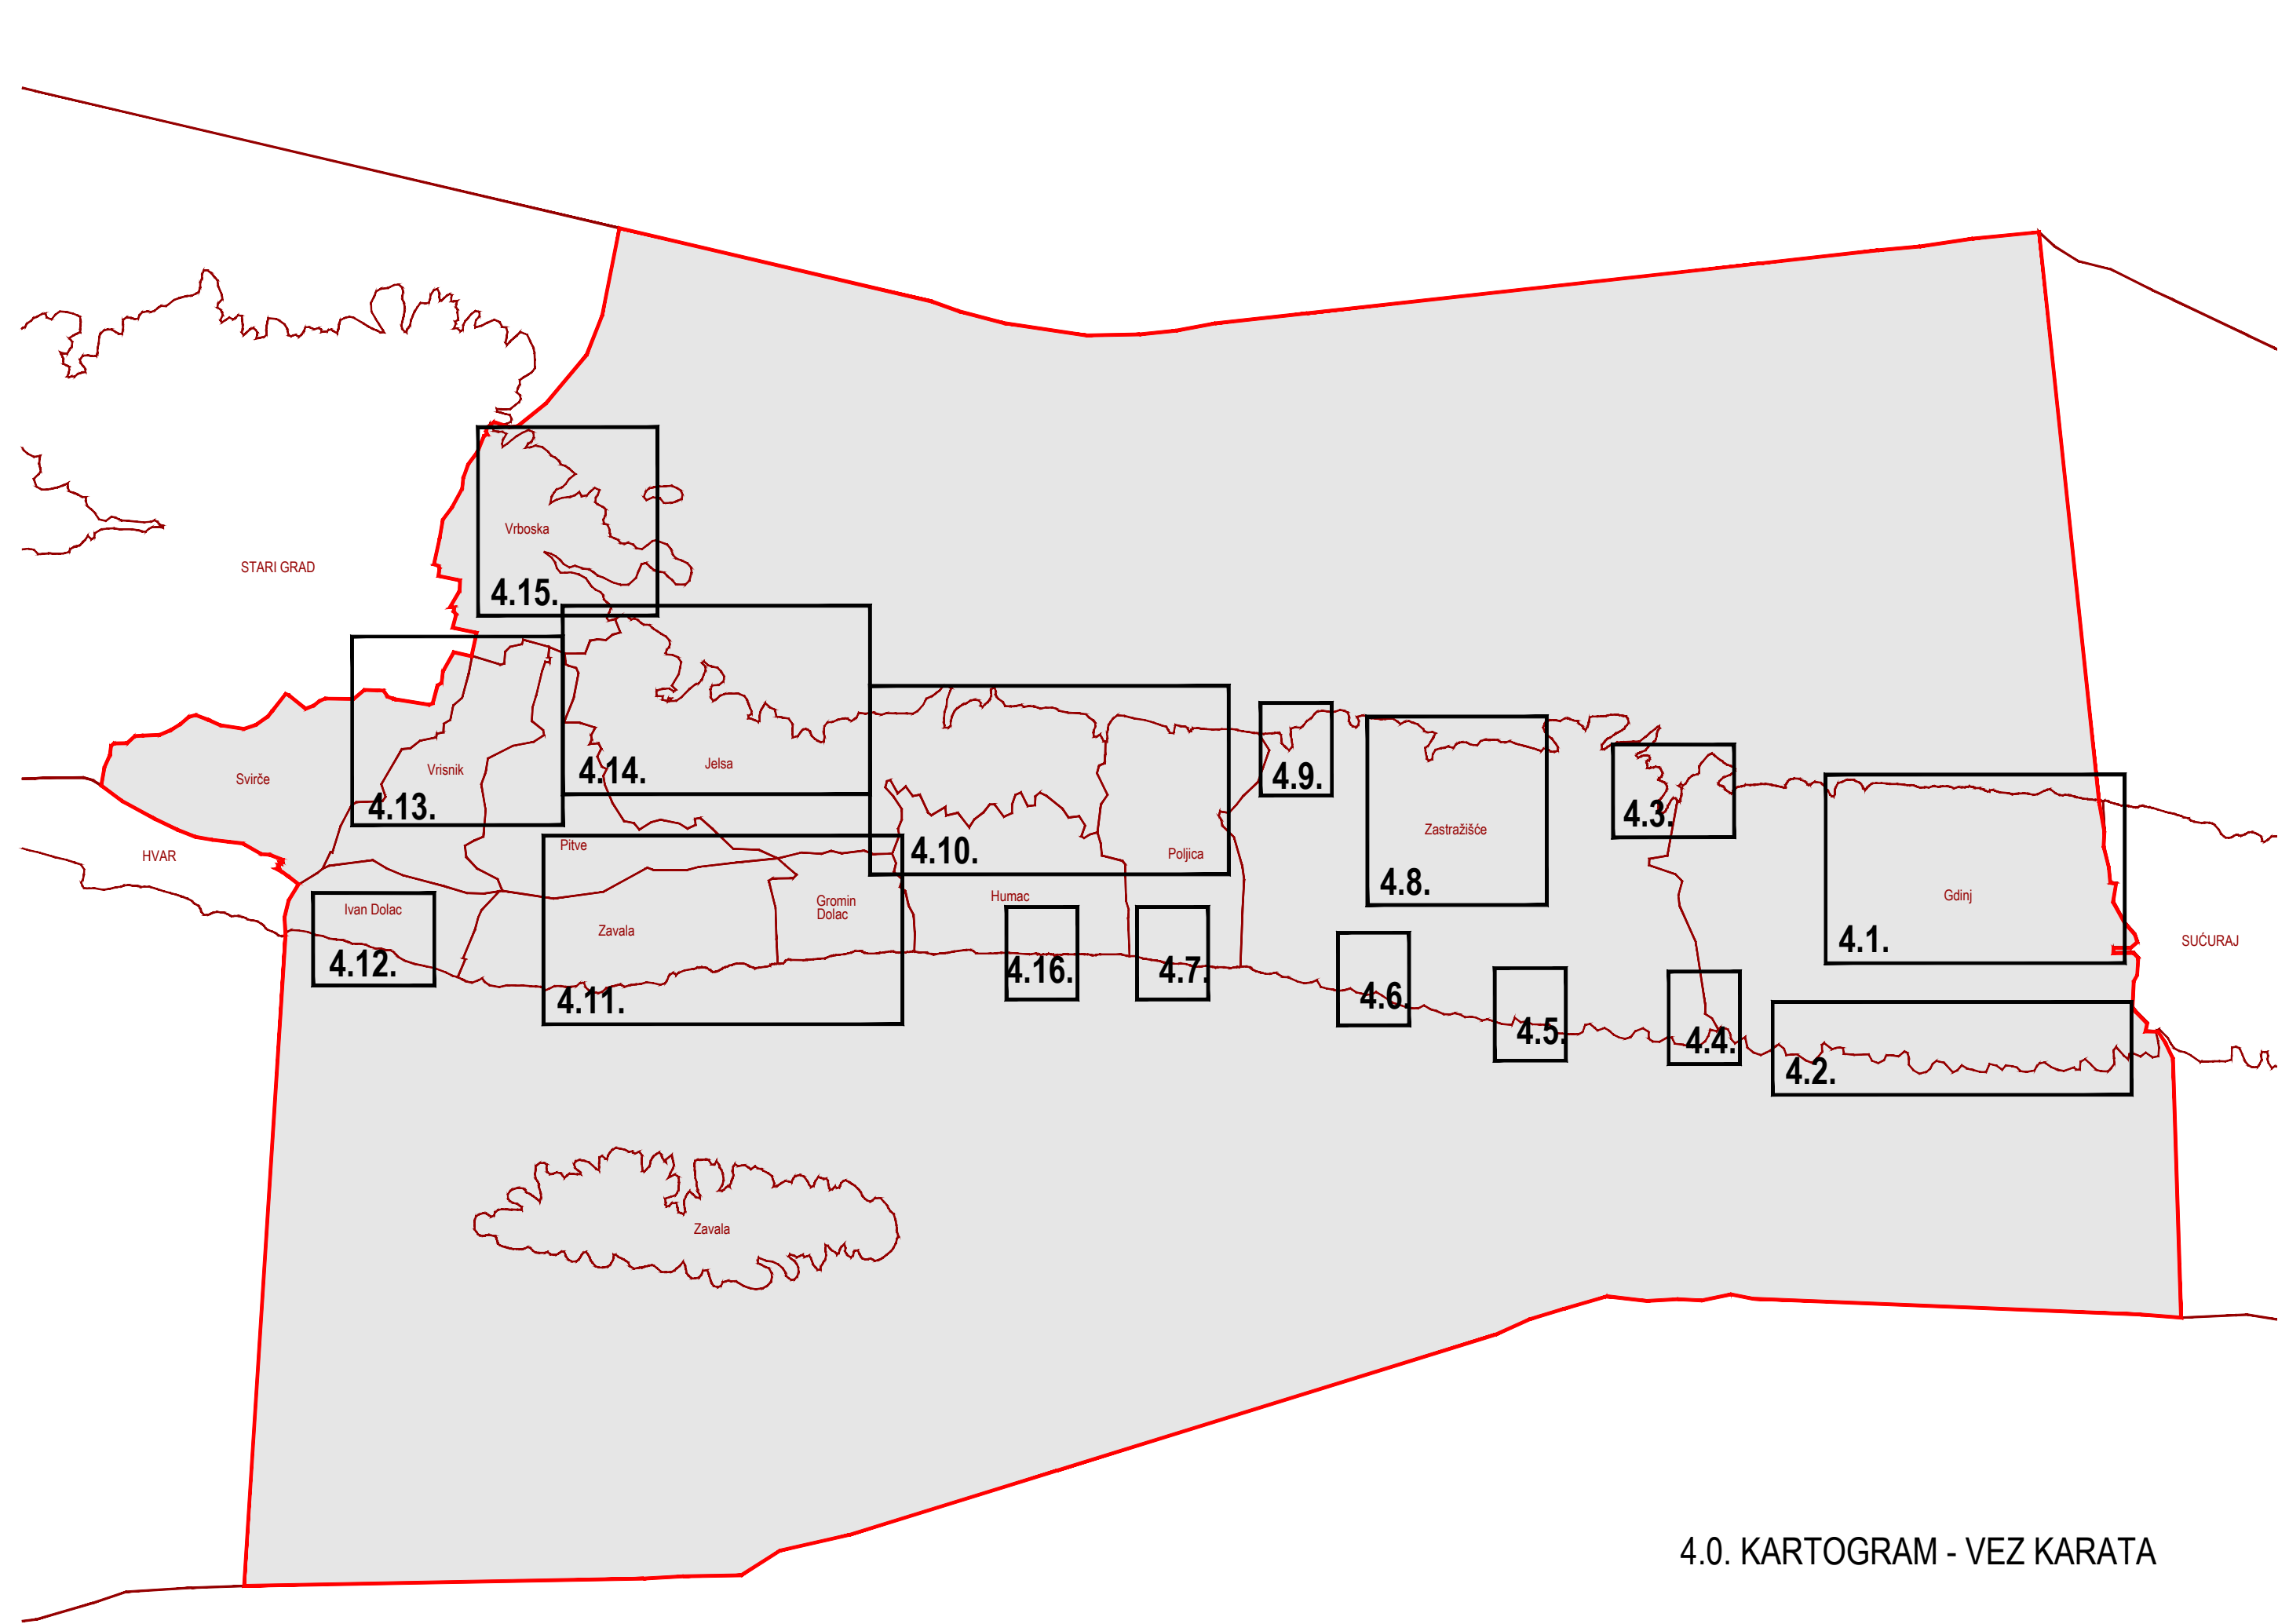 Vrboska
STARI GRAD
4.15.
Svirče
Vrisnik
4.14.
Jelsa
4.9.
4.13.
4.3.
Zastražišće
Pitve
4.10.
Poljica
HVAR
4.8.
Gdinj
Humac
Gromin
Dolac
Ivan Dolac
Zavala
4.1.
SUĆURAJ
4.12.
4.16.
4.7.
4.6.
4.11.
4.5.
4.4.
4.2.
Zavala
4.0. KARTOGRAM - VEZ KARATA